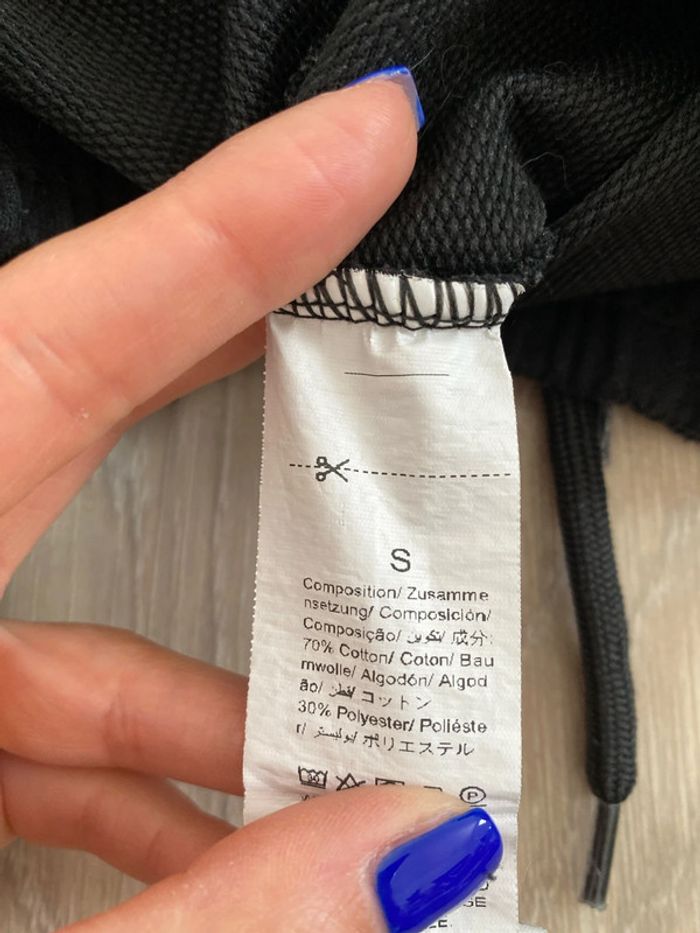 S
Composition/ Zusamme
nsetzung/ Composición/
Composição/ تكوين/ 成分:
70% Cotton/ Coton/ Bau
mwolle/ Algodón/ Algod
ão/ قطن/ コットン
30% Polyester/ Poliéste
r/ بوليستر/ ポリエステル
P